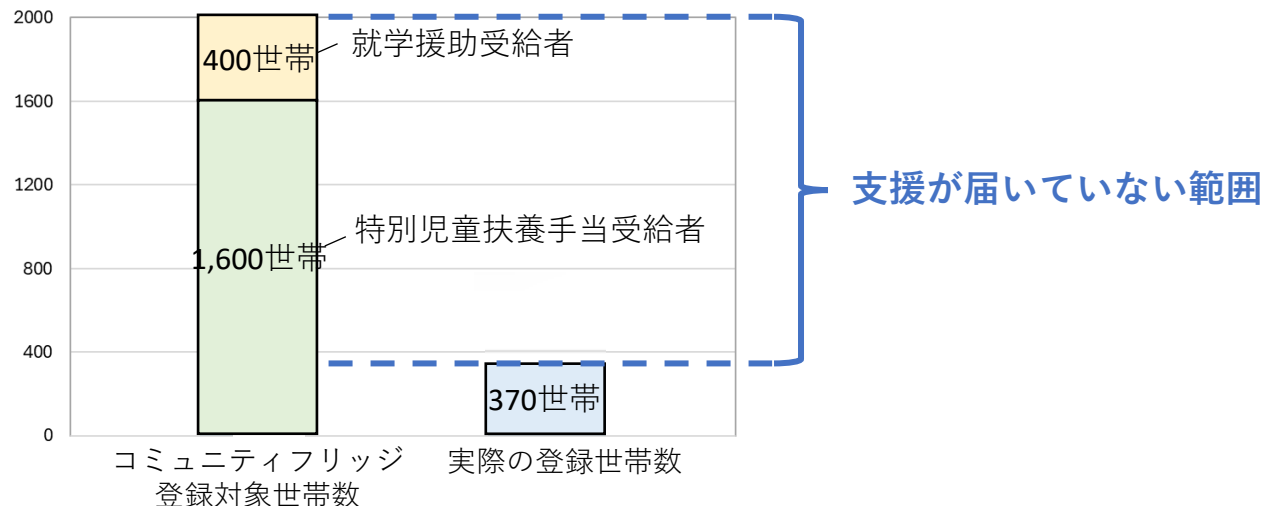 2000
1600
1200
800
400
0
400世帯
就学援助受給者
1,600世帯
特別児童扶養手当受給者
370世帯
支援が届いていない範囲
コミュニティフリッジ
登録対象世帯数
実際の登録世帯数